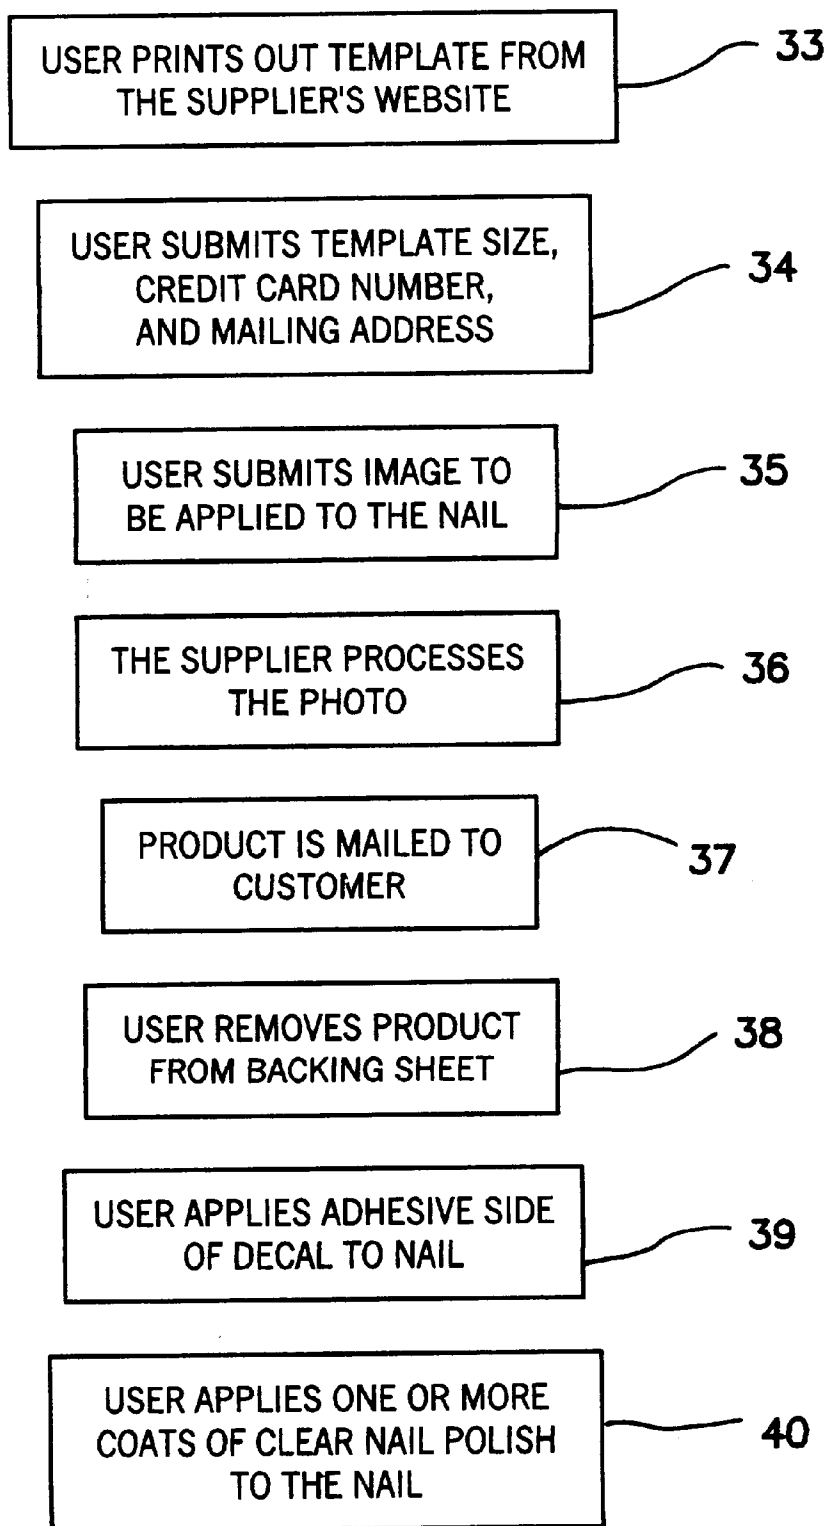 USER PRINTS OUT TEMPLATE FROM
THE SUPPLIER'S WEBSITE
33
USER SUBMITS TEMPLATE SIZE,
CREDIT CARD NUMBER,
AND MAILING ADDRESS
34
USER SUBMITS IMAGE TO
BE APPLIED TO THE NAIL
35
THE SUPPLIER PROCESSES
THE PHOTO
36
PRODUCT IS MAILED TO
CUSTOMER
37
USER REMOVES PRODUCT
FROM BACKING SHEET
38
USER APPLIES ADHESIVE SIDE
OF DECAL TO NAIL
39
USER APPLIES ONE OR MORE
COATS OF CLEAR NAIL POLISH
TO THE NAIL
40